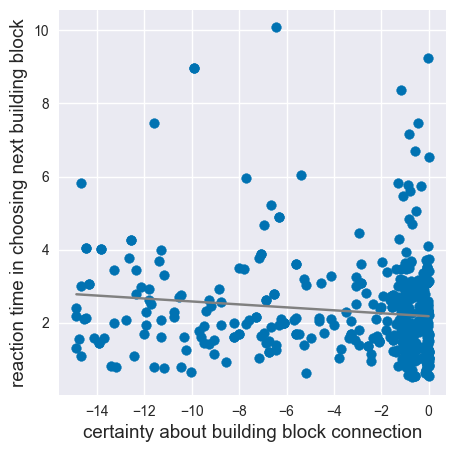 reaction time in choosing next building block
10
8
6
4
2
−14 −12 −10 −8 −6 −4 −2 0
certainty about building block connection